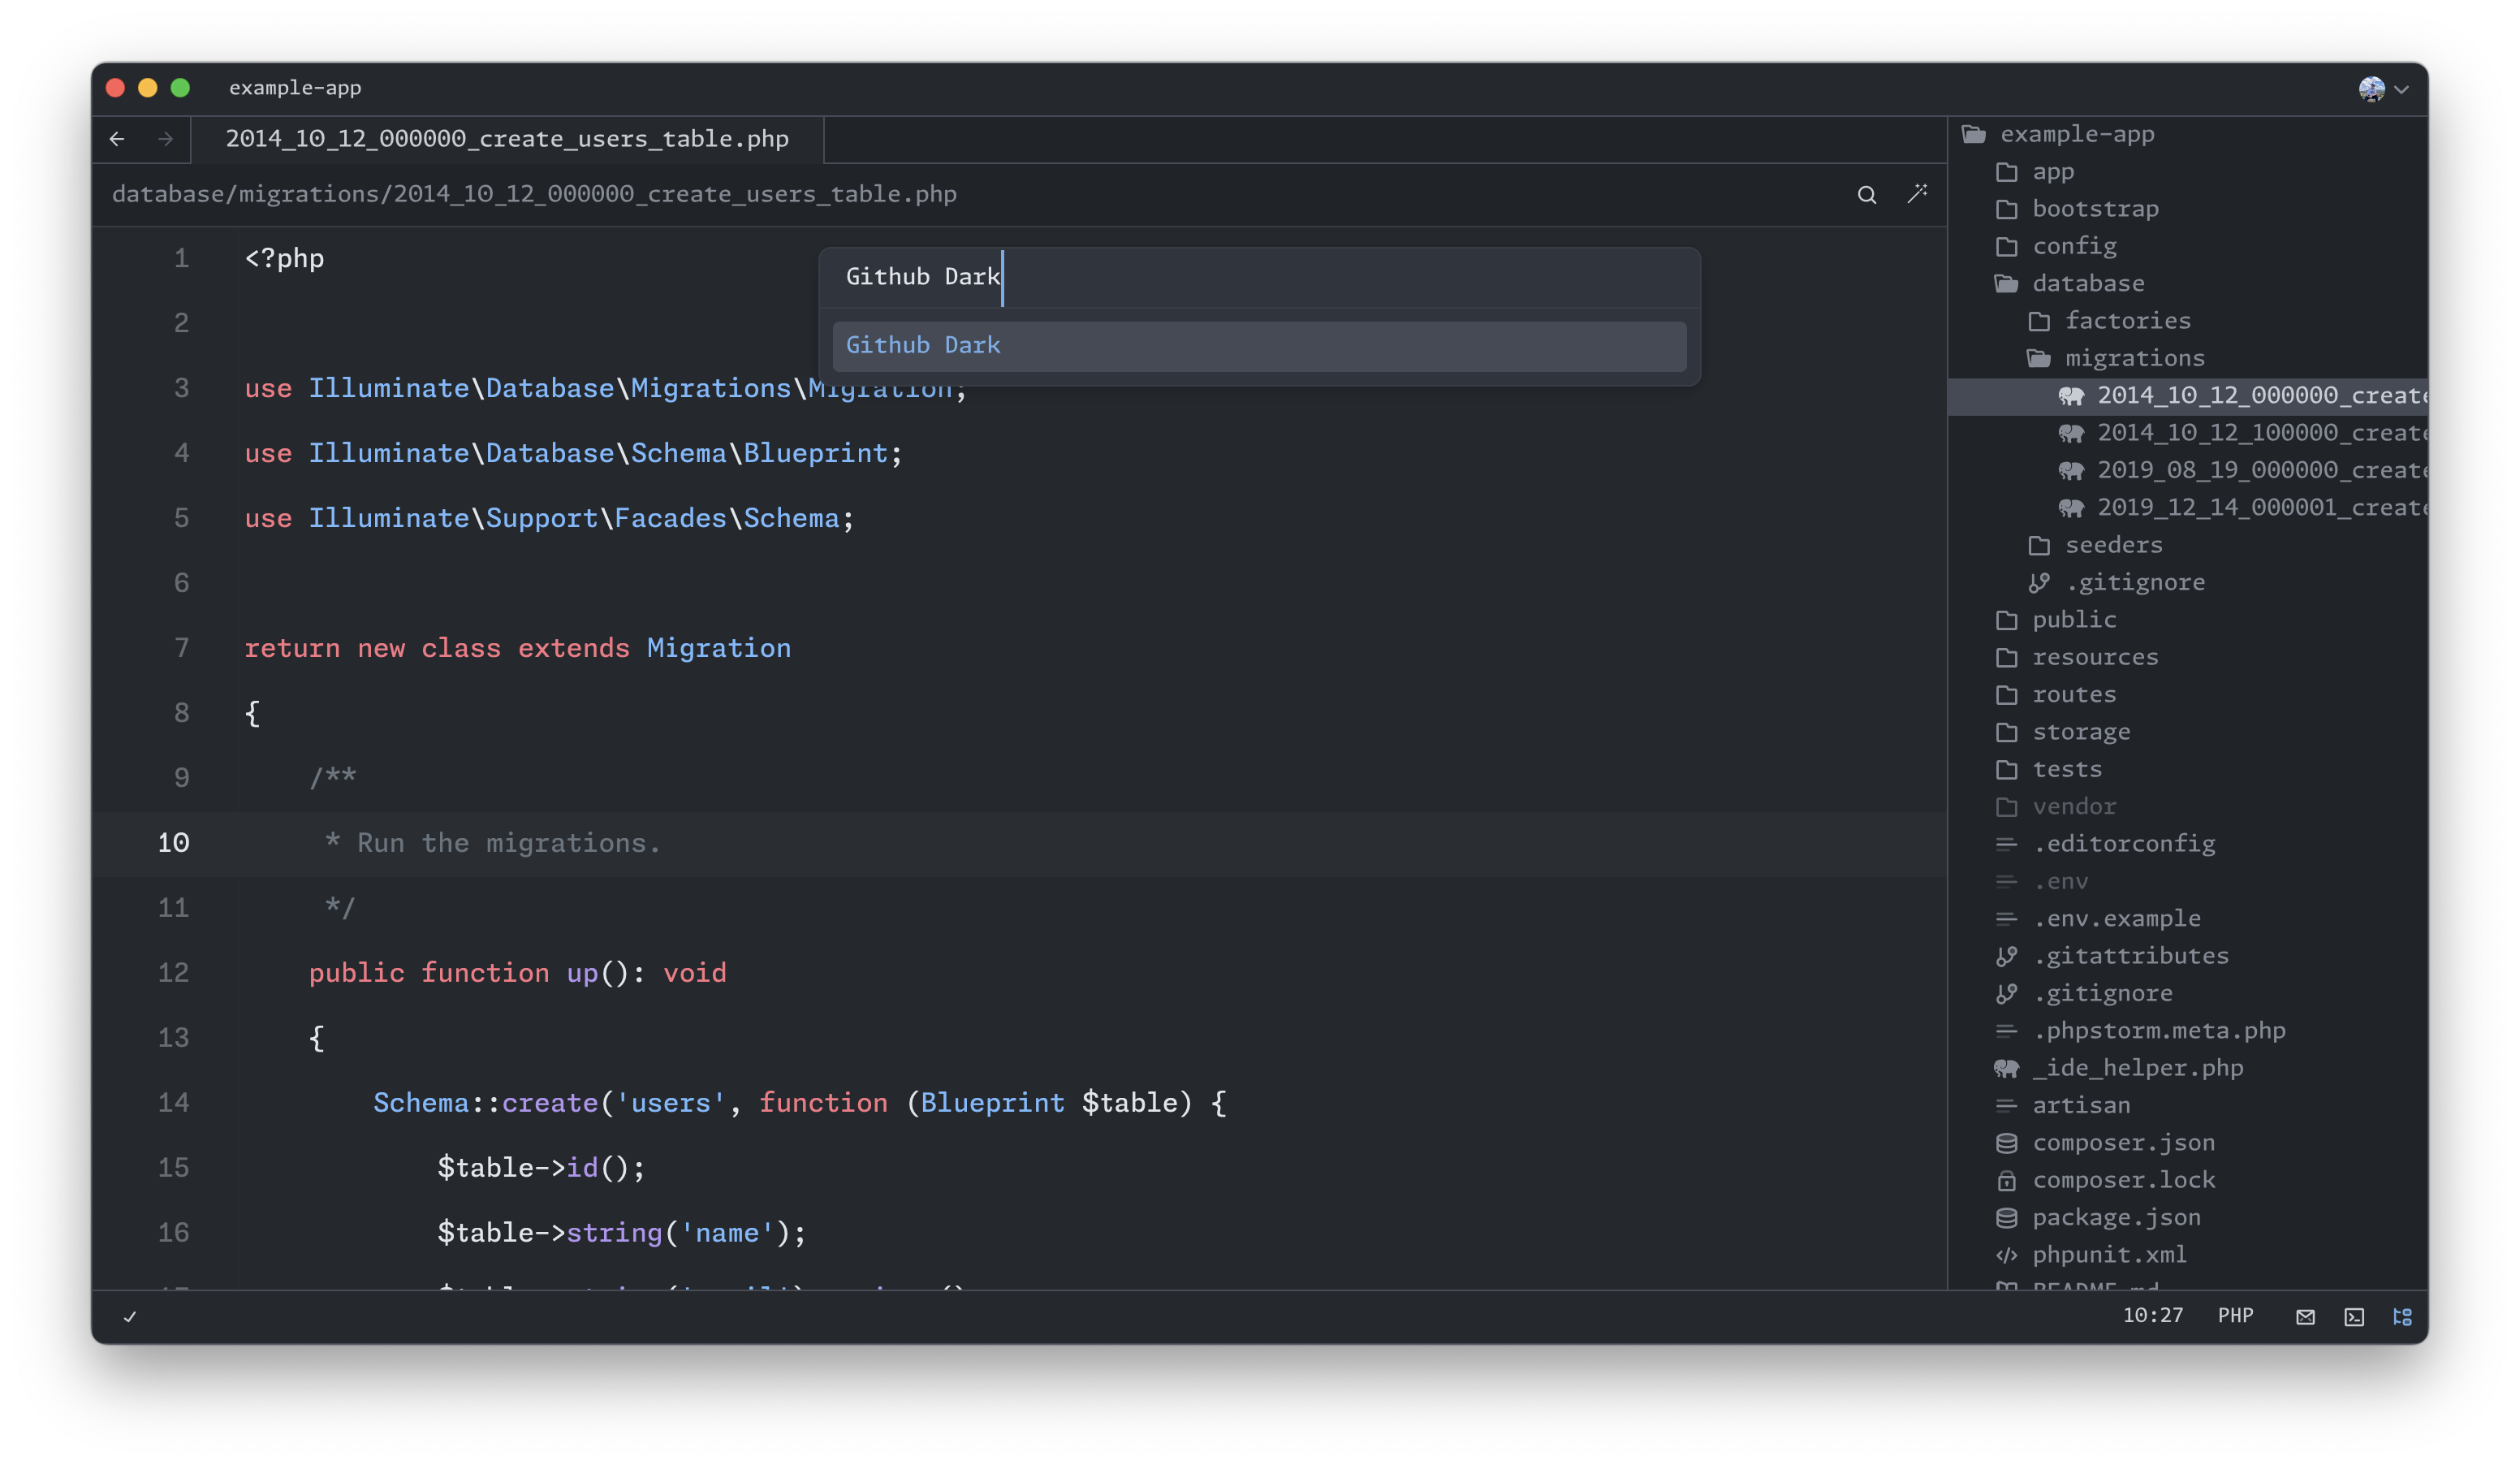 example-app
2014_10_12_000000_create_users_table.php
database/migrations/2014_10_12_000000_create_users_table.php
Github Dark
Github Dark
1 <?php
2
3 use Illuminate\Database\Migrations\Migration;
4 use Illuminate\Database\Schema\Blueprint;
5 use Illuminate\Support\Facades\Schema;
6
7 return new class extends Migration
8 {
9 /**
10 * Run the migrations.
11 */
12 public function up(): void
13 {
14 Schema::create('users', function (Blueprint $table) {
15 $table->id();
16 $table->string('name');
example-app
app
bootstrap
config
database
factories
migrations
2014_10_12_000000_create
2014_10_12_100000_create
2019_08_19_000000_create
2019_12_14_000001_create
seeders
.gitignore
public
resources
routes
storage
tests
vendor
.editorconfig
.env
.env.example
.gitattributes
.gitignore
.phpstorm.meta.php
_ide_helper.php
artisan
composer.json
composer.lock
package.json
phpunit.xml
README.md
10:27 PHP